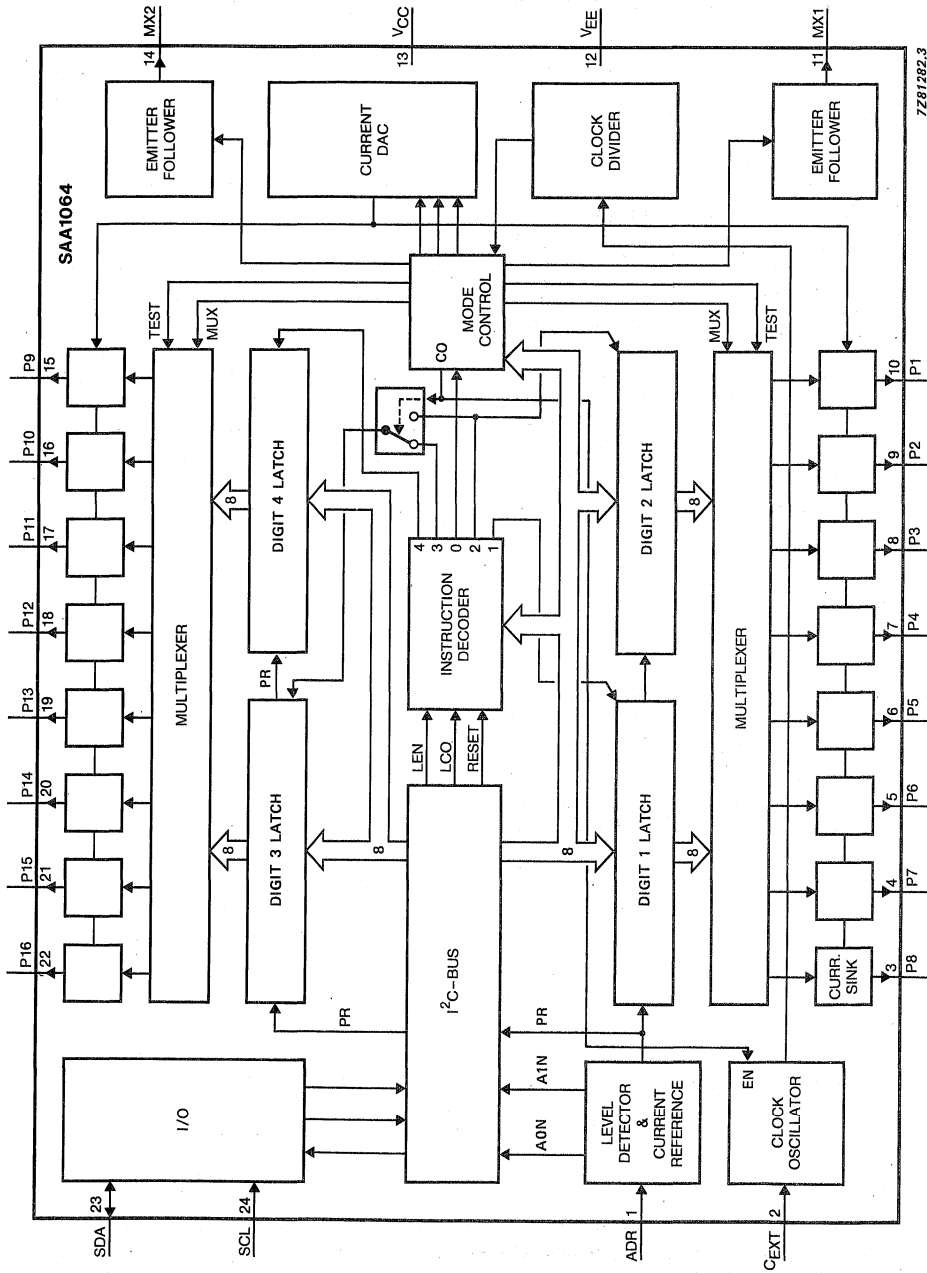 SAA1064
P16
P15
P14
P13
P12
P11
P10
P9
22
21
20
19
18
17
16
15
14 MX2
EMITTER
FOLLOWER
MULTIPLEXER
TEST
MUX
8
8
DIGIT 3 LATCH
PR
DIGIT 4 LATCH
PR
8
I/O
SDA 23
SCL 24
CURRENT
DAC
13 VCC
I²C-BUS
LEN
LCO
RESET
INSTRUCTION
DECODER
4
3
0
2
1
CO
MODE
CONTROL
CLOCK
DIVIDER
12 VEE
A0N
A1N
PR
8
ADR 1
LEVEL
DETECTOR
&
CURRENT
REFERENCE
DIGIT 1 LATCH
DIGIT 2 LATCH
8
8
MUX
TEST
MULTIPLEXER
EN
CEXT 2
CLOCK
OSCILLATOR
EMITTER
FOLLOWER
11 MX1
CURR.
SINK
3
4
5
6
7
8
9
10
P8
P7
P6
P5
P4
P3
P2
P1
7Z81282.3